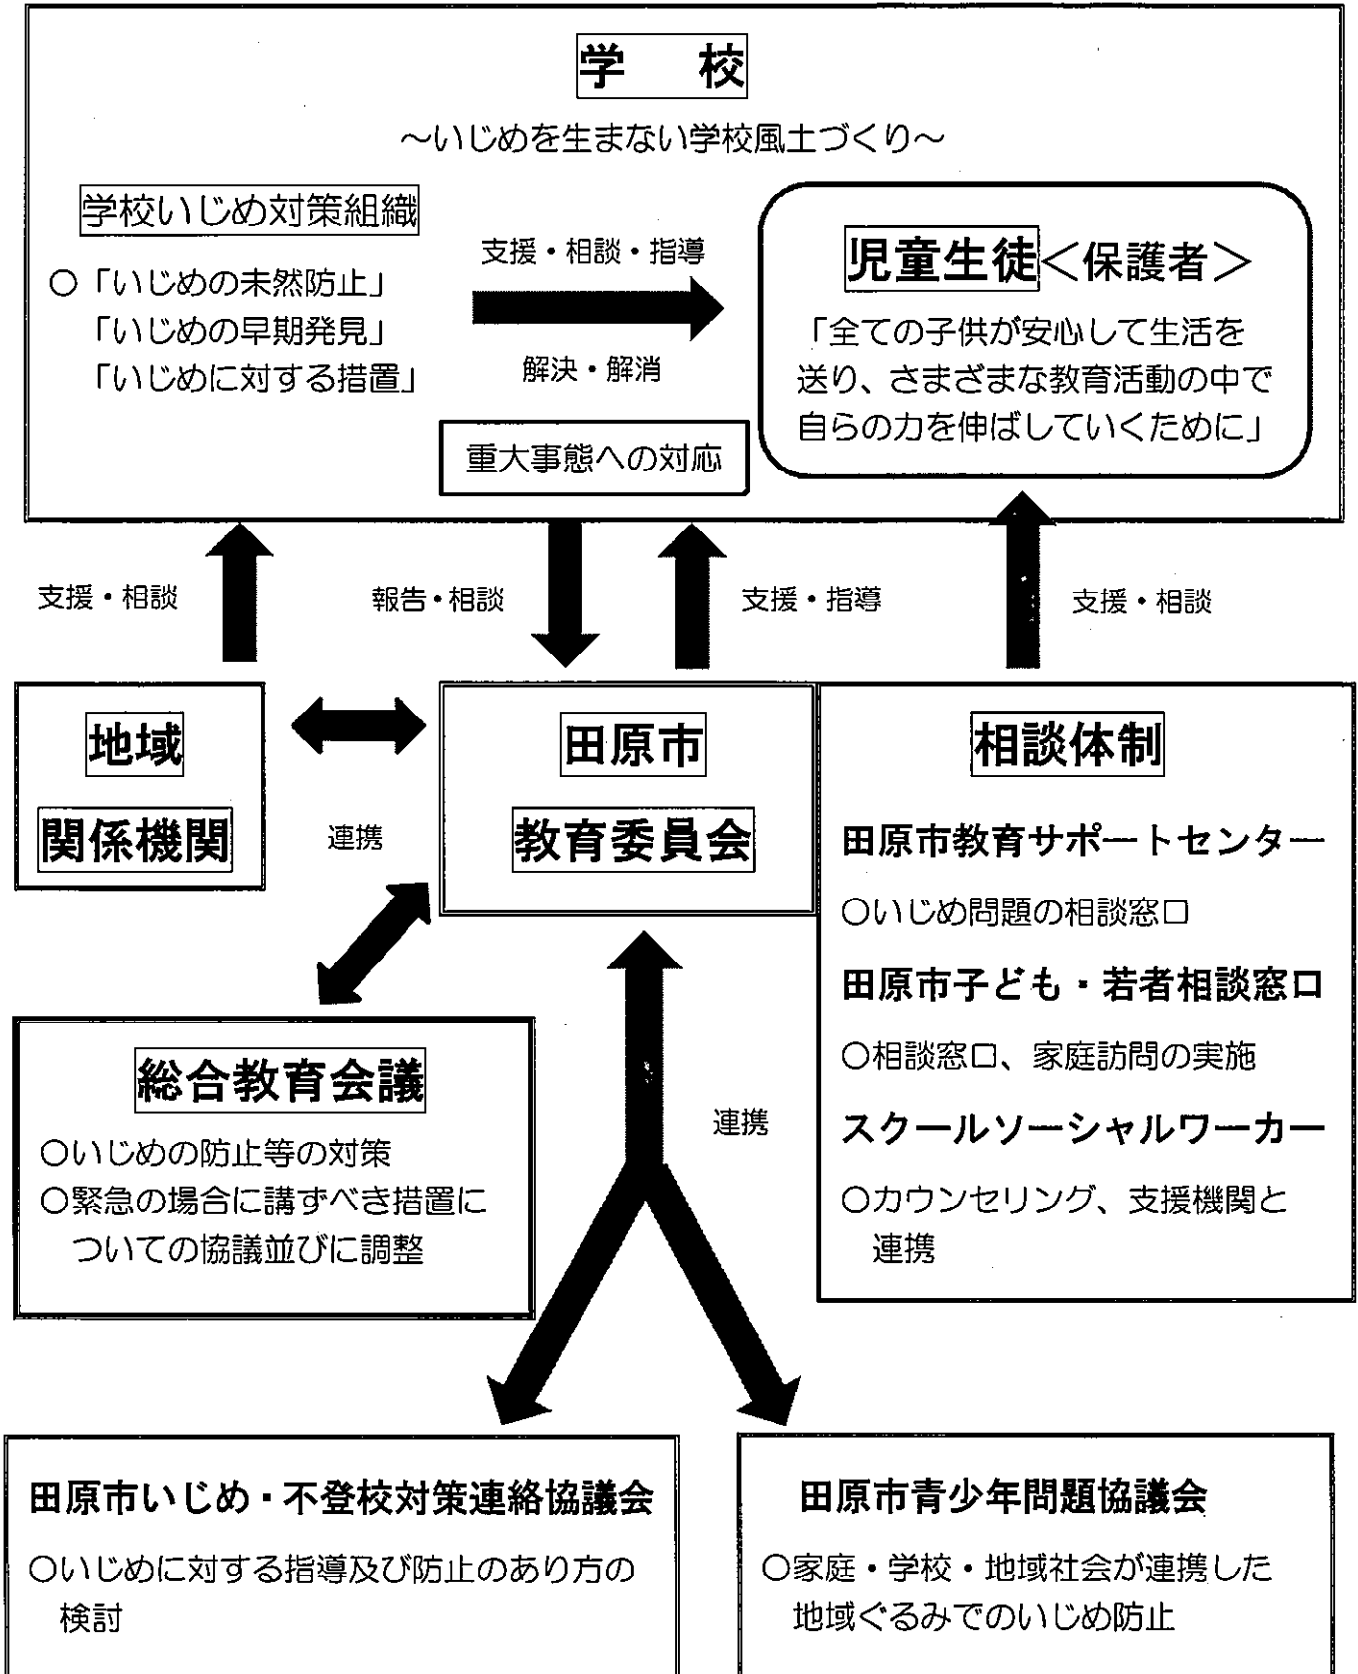 学　校
～いじめを生まない学校風土づくり～
学校いじめ対策組織
○「いじめの未然防止」
「いじめの早期発見」
「いじめに対する措置」
支援・相談・指導
解決・解消
児童生徒＜保護者＞
「全ての子供が安心して生活を
送り、さまざまな教育活動の中で
自らの力を伸ばしていくために」
重大事態への対応
支援・相談
報告・相談
支援・指導
支援・相談
地域
関係機関
連携
田原市
教育委員会
相談体制
田原市教育サポートセンター
○いじめ問題の相談窓口
田原市子ども・若者相談窓口
○相談窓口、家庭訪問の実施
スクールソーシャルワーカー
○カウンセリング、支援機関と
連携
総合教育会議
○いじめの防止等の対策
○緊急の場合に講ずべき措置に
ついての協議並びに調整
連携
田原市いじめ・不登校対策連絡協議会
○いじめに対する指導及び防止のあり方の
検討
田原市青少年問題協議会
○家庭・学校・地域社会が連携した
地域ぐるみでのいじめ防止